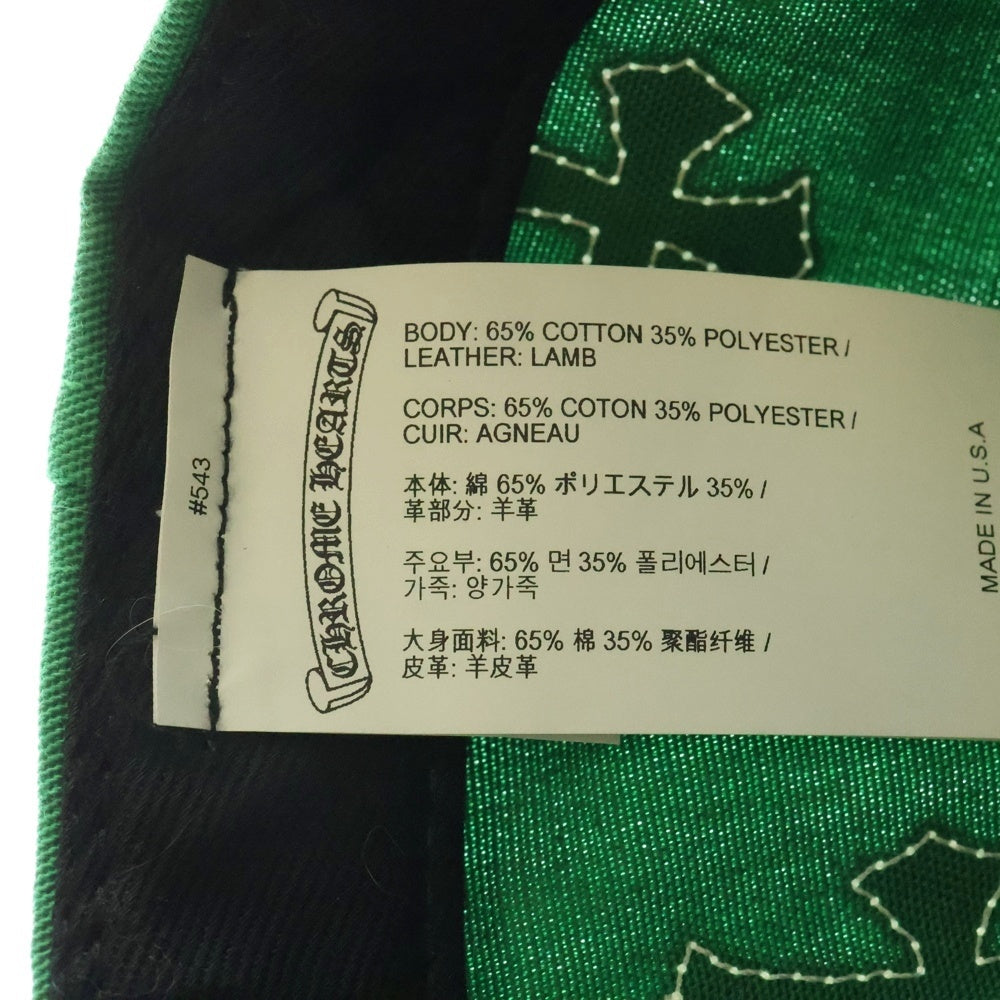 #543
CHROME HEARTS
BODY: 65% COTTON 35% POLYESTER /
LEATHER: LAMB
CORPS: 65% COTON 35% POLYESTER /
CUIR: AGNEAU
本体: 綿 65% ポリエステル 35% /
革部分: 羊革
주요부: 65% 면 35% 폴리에스터 /
가죽: 양가죽
大身面料: 65% 棉 35% 聚酯纤维 /
皮革: 羊皮革
MADE IN U.S.A